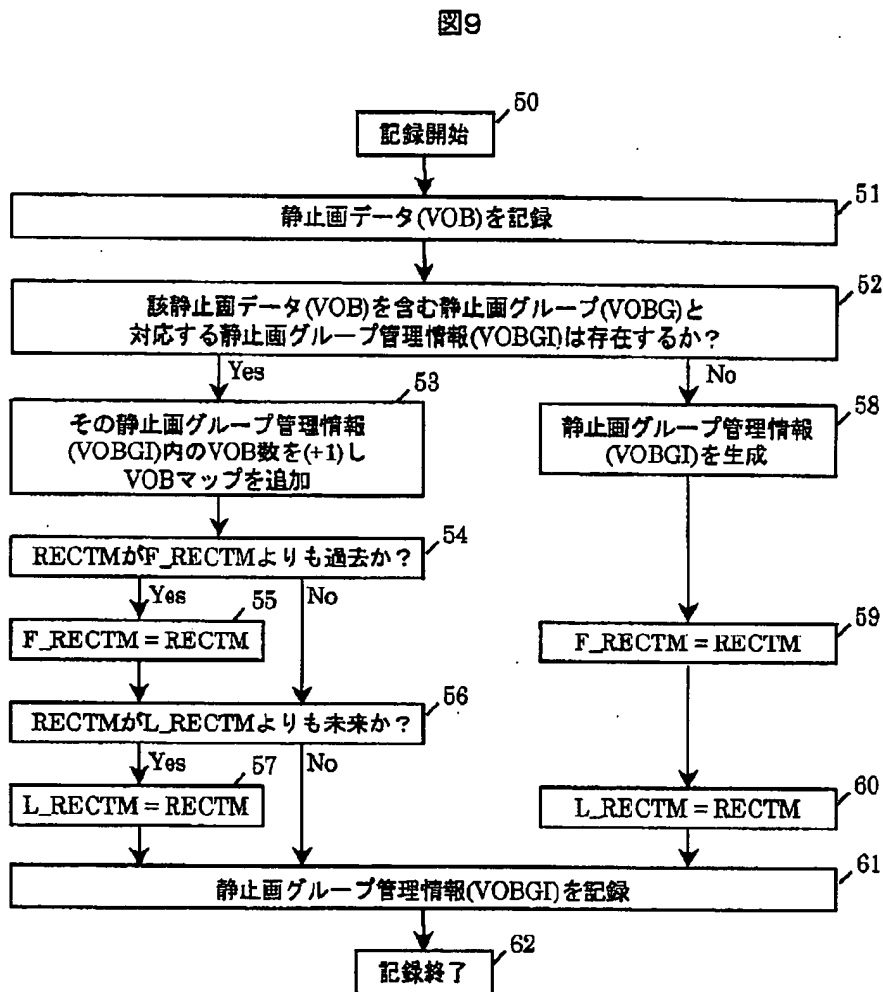 図9
50
記録開始
51
静止画データ(VOB)を記録
52
該静止画データ(VOB)を含む静止画グループ(VOBG)と
対応する静止画グループ管理情報(VOBGI)は存在するか?
Yes
No
53
その静止画グループ管理情報
(VOBGI)内のVOB数を(+1)し
VOBマップを追加
58
静止画グループ管理情報
(VOBGI)を生成
54
RECTMがF_RECTMよりも過去か?
Yes
No
55
F_RECTM = RECTM
59
F_RECTM = RECTM
56
RECTMがL_RECTMよりも未来か?
Yes
No
57
L_RECTM = RECTM
60
L_RECTM = RECTM
61
静止画グループ管理情報(VOBGI)を記録
62
記録終了